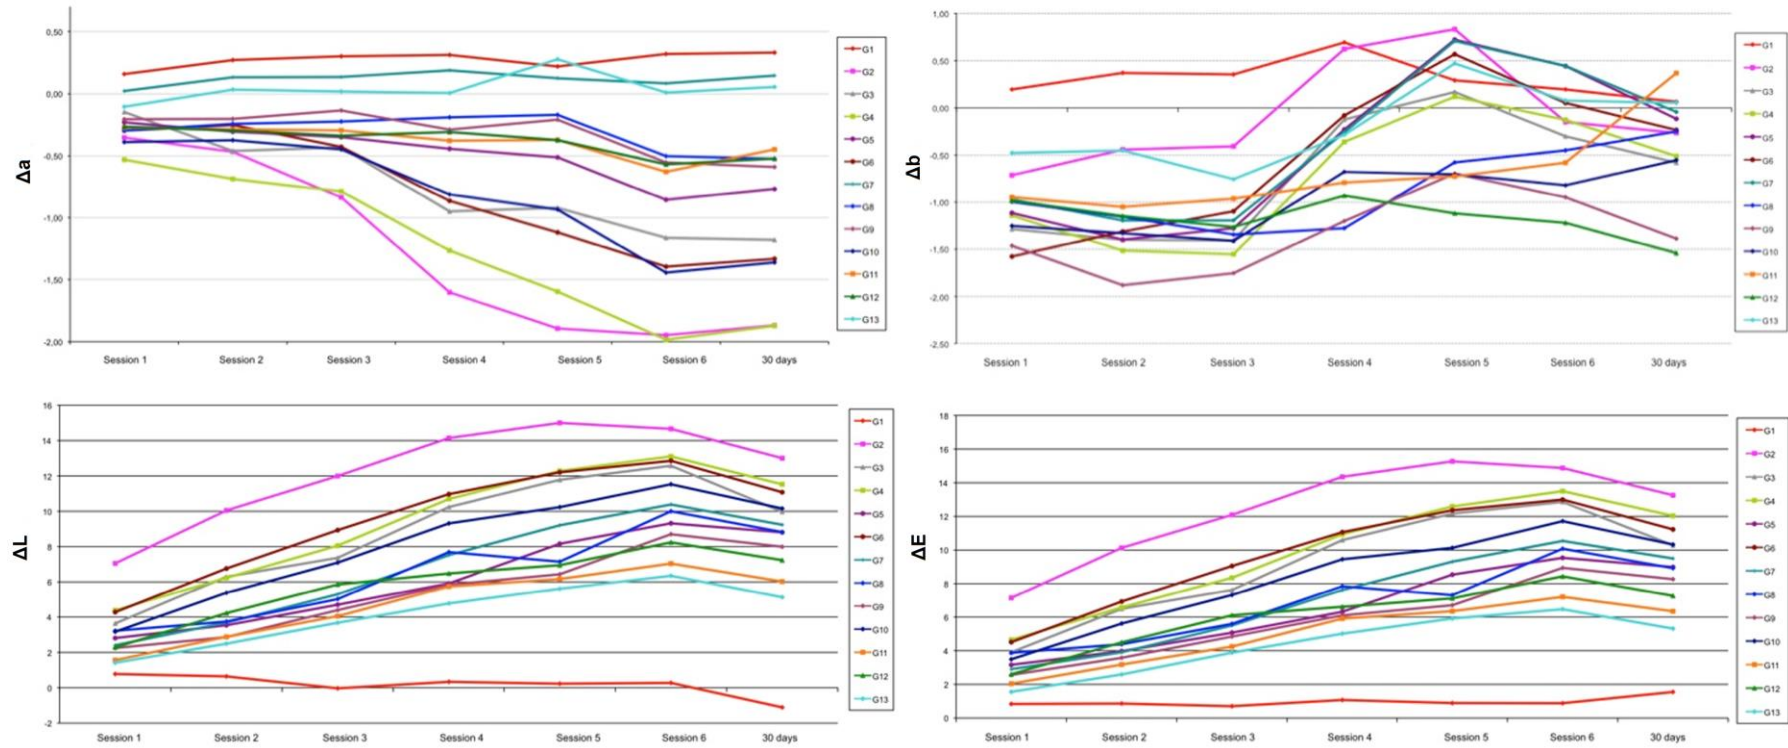 Δa
0,50
0,00
-0,50
-1,00
-1,50
-2,00
Session 1 Session 2 Session 3 Session 4 Session 5 Session 6 30 days
G1
G2
G3
G4
G5
G6
G7
G8
G9
G10
G11
G12
G13
Δb
1,00
0,50
0,00
-0,50
-1,00
-1,50
-2,00
-2,50
Session 1 Session 2 Session 3 Session 4 Session 5 Session 6 30 days
G1
G2
G3
G4
G5
G6
G7
G8
G9
G10
G11
G12
G13
ΔL
16
14
12
10
8
6
4
2
0
-2
Session 1 Session 2 Session 3 Session 4 Session 5 Session 6 30 days
G1
G2
G3
G4
G5
G6
G7
G8
G9
G10
G11
G12
G13
ΔE
18
16
14
12
10
8
6
4
2
0
Session 1 Session 2 Session 3 Session 4 Session 5 Session 6 30 days
G1
G2
G3
G4
G5
G6
G7
G8
G9
G10
G11
G12
G13